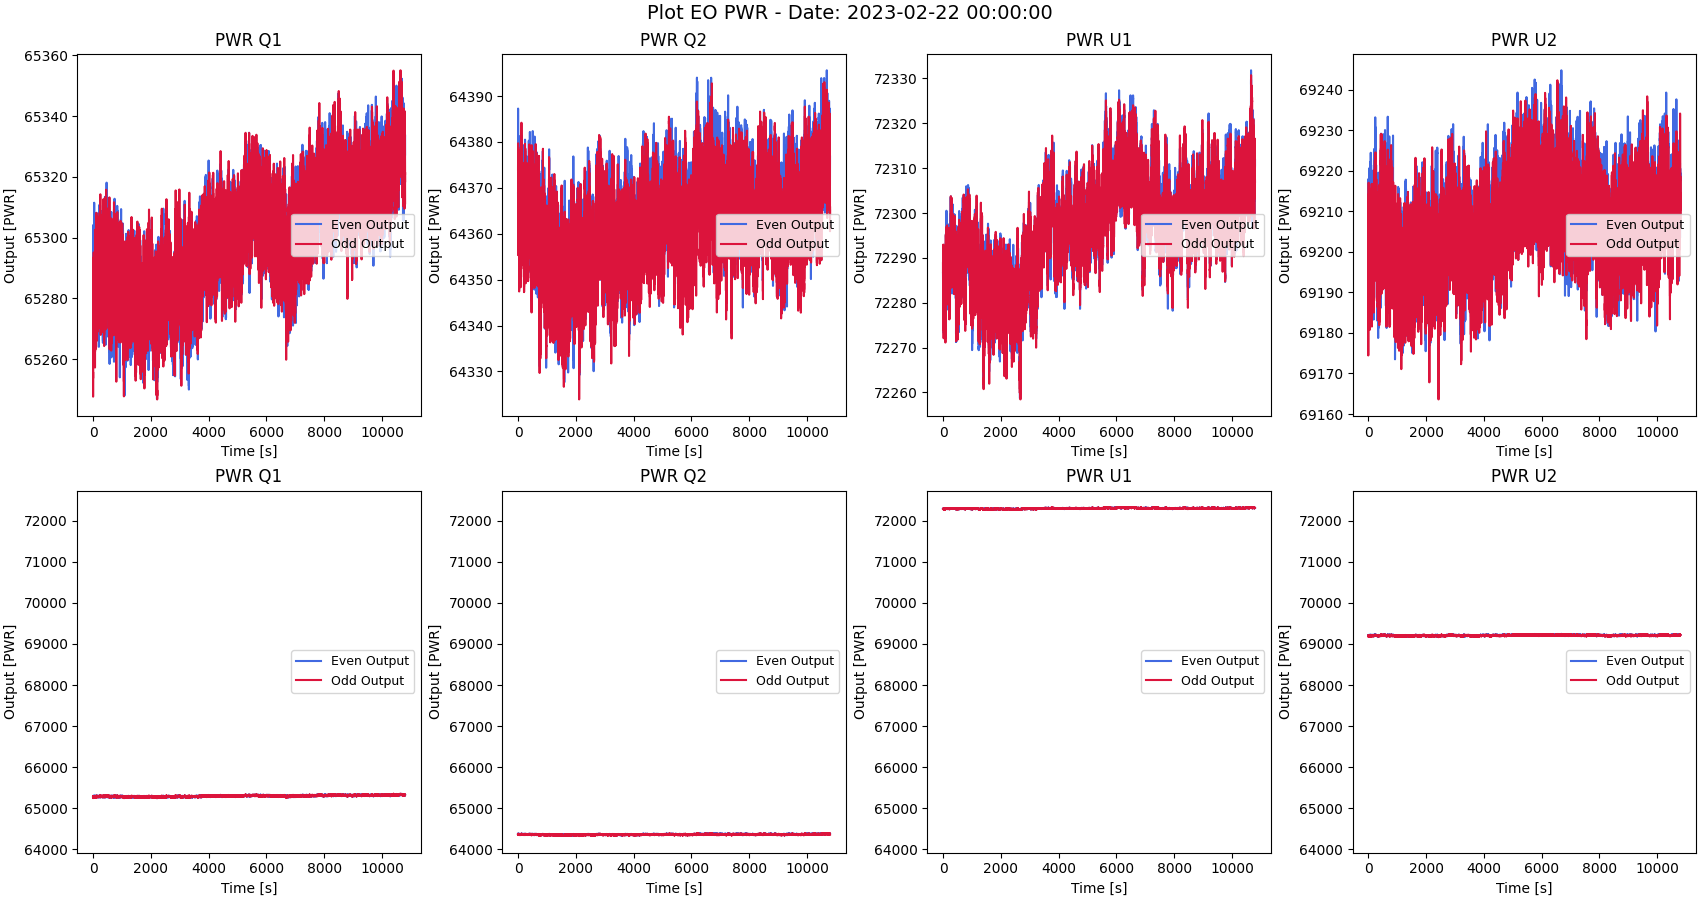 Plot EO PWR - Date: 2023-02-22 00:00:00
PWR Q1
Output [PWR]
65360
65340
65320
65300
65280
65260
0 2000 4000 6000 8000 10000
Time [s]
Even Output
Odd Output
PWR Q2
Output [PWR]
64390
64380
64370
64360
64350
64340
64330
0 2000 4000 6000 8000 10000
Time [s]
Even Output
Odd Output
PWR U1
Output [PWR]
72330
72320
72310
72300
72290
72280
72270
72260
0 2000 4000 6000 8000 10000
Time [s]
Even Output
Odd Output
PWR U2
Output [PWR]
69240
69230
69220
69210
69200
69190
69180
69170
69160
0 2000 4000 6000 8000 10000
Time [s]
Even Output
Odd Output
PWR Q1
Output [PWR]
72000
71000
70000
69000
68000
67000
66000
65000
64000
0 2000 4000 6000 8000 10000
Time [s]
Even Output
Odd Output
PWR Q2
Output [PWR]
72000
71000
70000
69000
68000
67000
66000
65000
64000
0 2000 4000 6000 8000 10000
Time [s]
Even Output
Odd Output
PWR U1
Output [PWR]
72000
71000
70000
69000
68000
67000
66000
65000
64000
0 2000 4000 6000 8000 10000
Time [s]
Even Output
Odd Output
PWR U2
Output [PWR]
72000
71000
70000
69000
68000
67000
66000
65000
64000
0 2000 4000 6000 8000 10000
Time [s]
Even Output
Odd Output